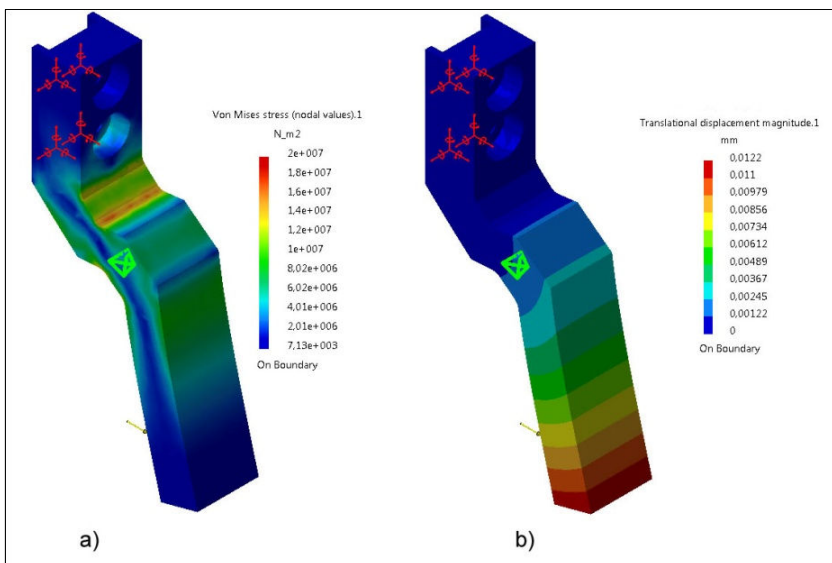 Von Mises stress (nodal values).1
N_m2
2e+007
1,8e+007
1,6e+007
1,4e+007
1,2e+007
1e+007
8,02e+006
6,02e+006
4,01e+006
2,01e+006
7,13e+003
On Boundary
a)
Translational displacement magnitude.1
mm
0,0122
0,011
0,00979
0,00856
0,00734
0,00612
0,00489
0,00367
0,00245
0,00122
0
On Boundary
b)